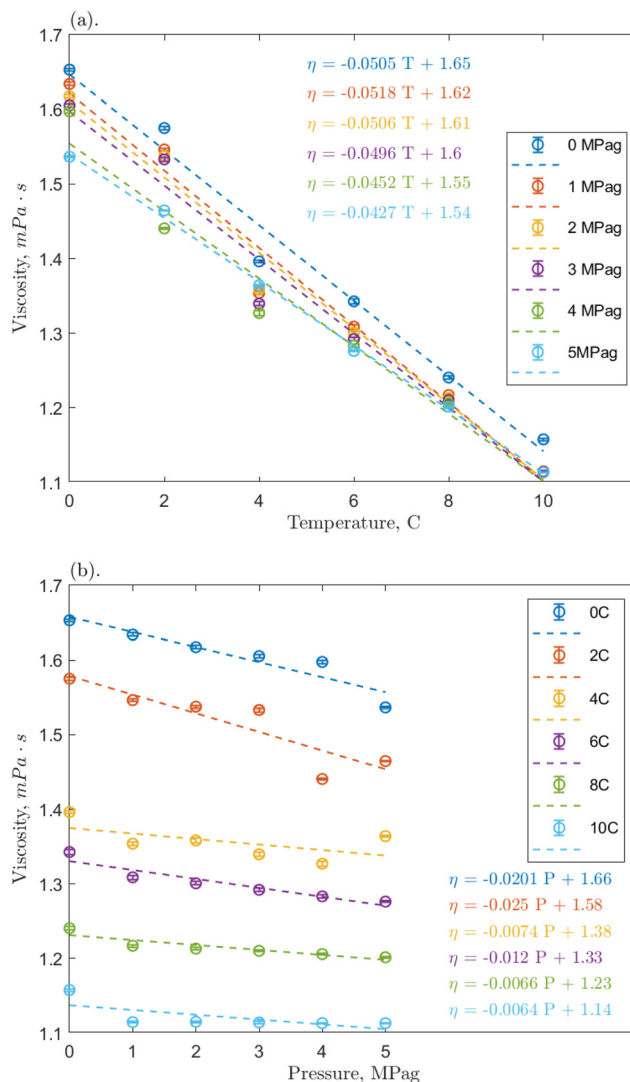 (a).
1.7
1.6
1.5
1.4
1.3
1.2
1.1
Viscosity, mPa · s
η = -0.0505 T + 1.65
η = -0.0518 T + 1.62
η = -0.0506 T + 1.61
η = -0.0496 T + 1.6
η = -0.0452 T + 1.55
η = -0.0427 T + 1.54
0 MPag
1 MPag
2 MPag
3 MPag
4 MPag
5MPag
0 2 4 6 8 10
Temperature, C
(b).
1.7
1.6
1.5
1.4
1.3
1.2
1.1
Viscosity, mPa · s
0C
2C
4C
6C
8C
10C
η = -0.0201 P + 1.66
η = -0.025 P + 1.58
η = -0.0074 P + 1.38
η = -0.012 P + 1.33
η = -0.0066 P + 1.23
η = -0.0064 P + 1.14
0 1 2 3 4 5
Pressure, MPag